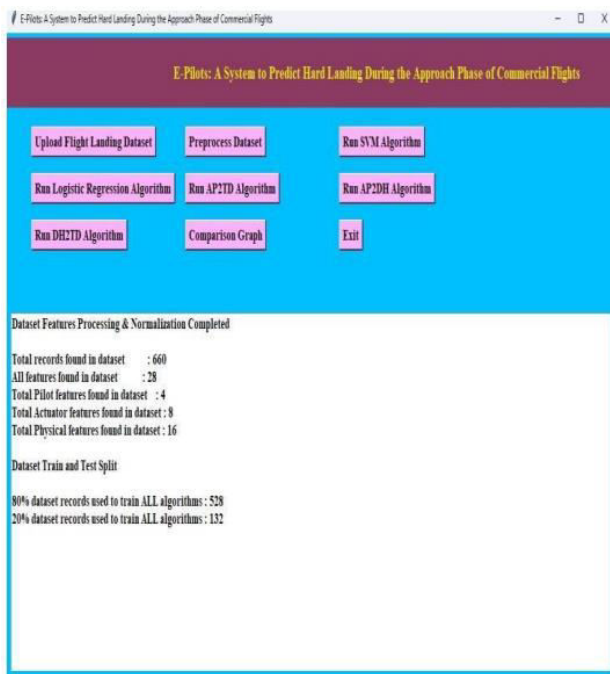 E-Pilots: A System to Predict Hard Landing During the Approach Phase of Commercial Flights
E-Pilots: A System to Predict Hard Landing During the Approach Phase of Commercial Flights
Upload Flight Landing Dataset Preprocess Dataset Run SVM Algorithm
Run Logistic Regression Algorithm Run AP2TD Algorithm Run AP2DH Algorithm
Run DH2TD Algorithm Comparison Graph Exit
Dataset Features Processing & Normalization Completed
Total records found in dataset : 660
All features found in dataset : 28
Total Pilot features found in dataset : 4
Total Actuator features found in dataset : 8
Total Physical features found in dataset : 16
Dataset Train and Test Split
80% dataset records used to train ALL algorithms : 528
20% dataset records used to train ALL algorithms : 132